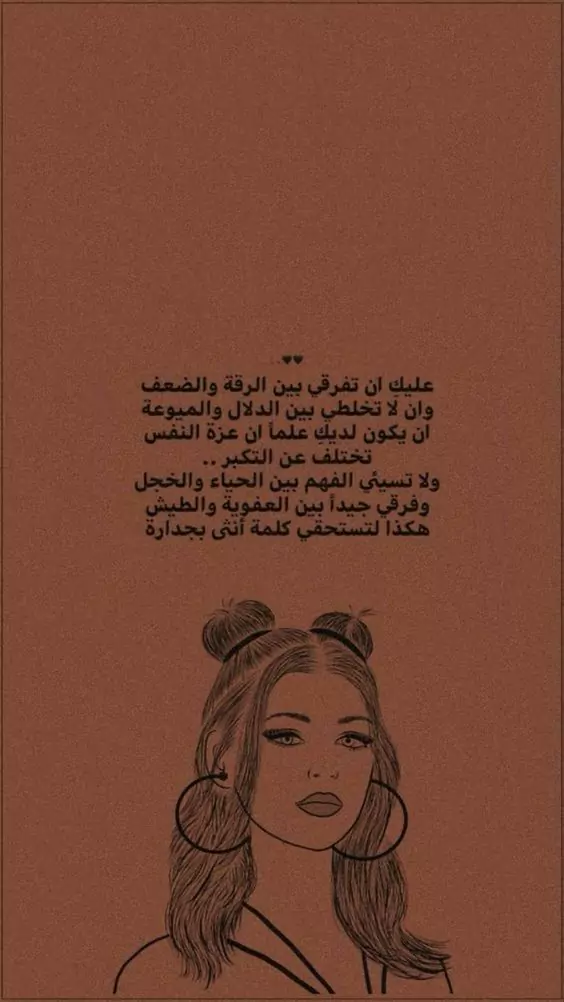 ♥♥..
عليكِ ان تفرقي بين الرقة والضعف
وان لا تخلطي بين الدلال والميوعة
ان يكون لديكِ علماً ان عزة النفس
تختلف عن التكبر ..
ولا تسيئي الفهم بين الحياء والخجل
وفرقي جيداً بين العفوية والطيش
هكذا لتستحقي كلمة أنثى بجدارة